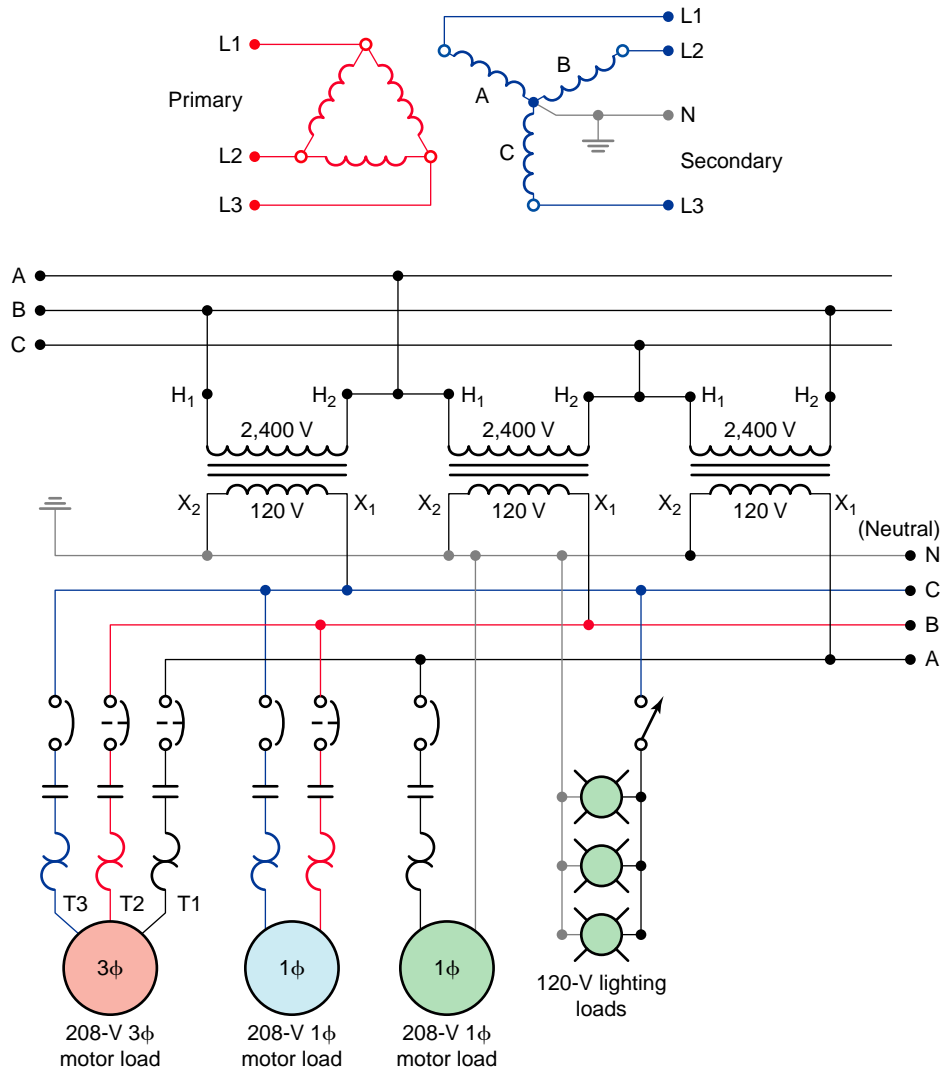 L1
L1
L2
B
Primary
A
N
L2
C
Secondary
L3
L3
A
B
C
H1
H2
H1
H2
H1
H2
2,400 V
2,400 V
2,400 V
X2
120 V
X1
X2
120 V
X1
X2
120 V
X1
(Neutral)
N
C
B
A
T3
T2
T1
3ϕ
1ϕ
1ϕ
120-V lighting
loads
208-V 3ϕ
motor load
208-V 1ϕ
motor load
208-V 1ϕ
motor load